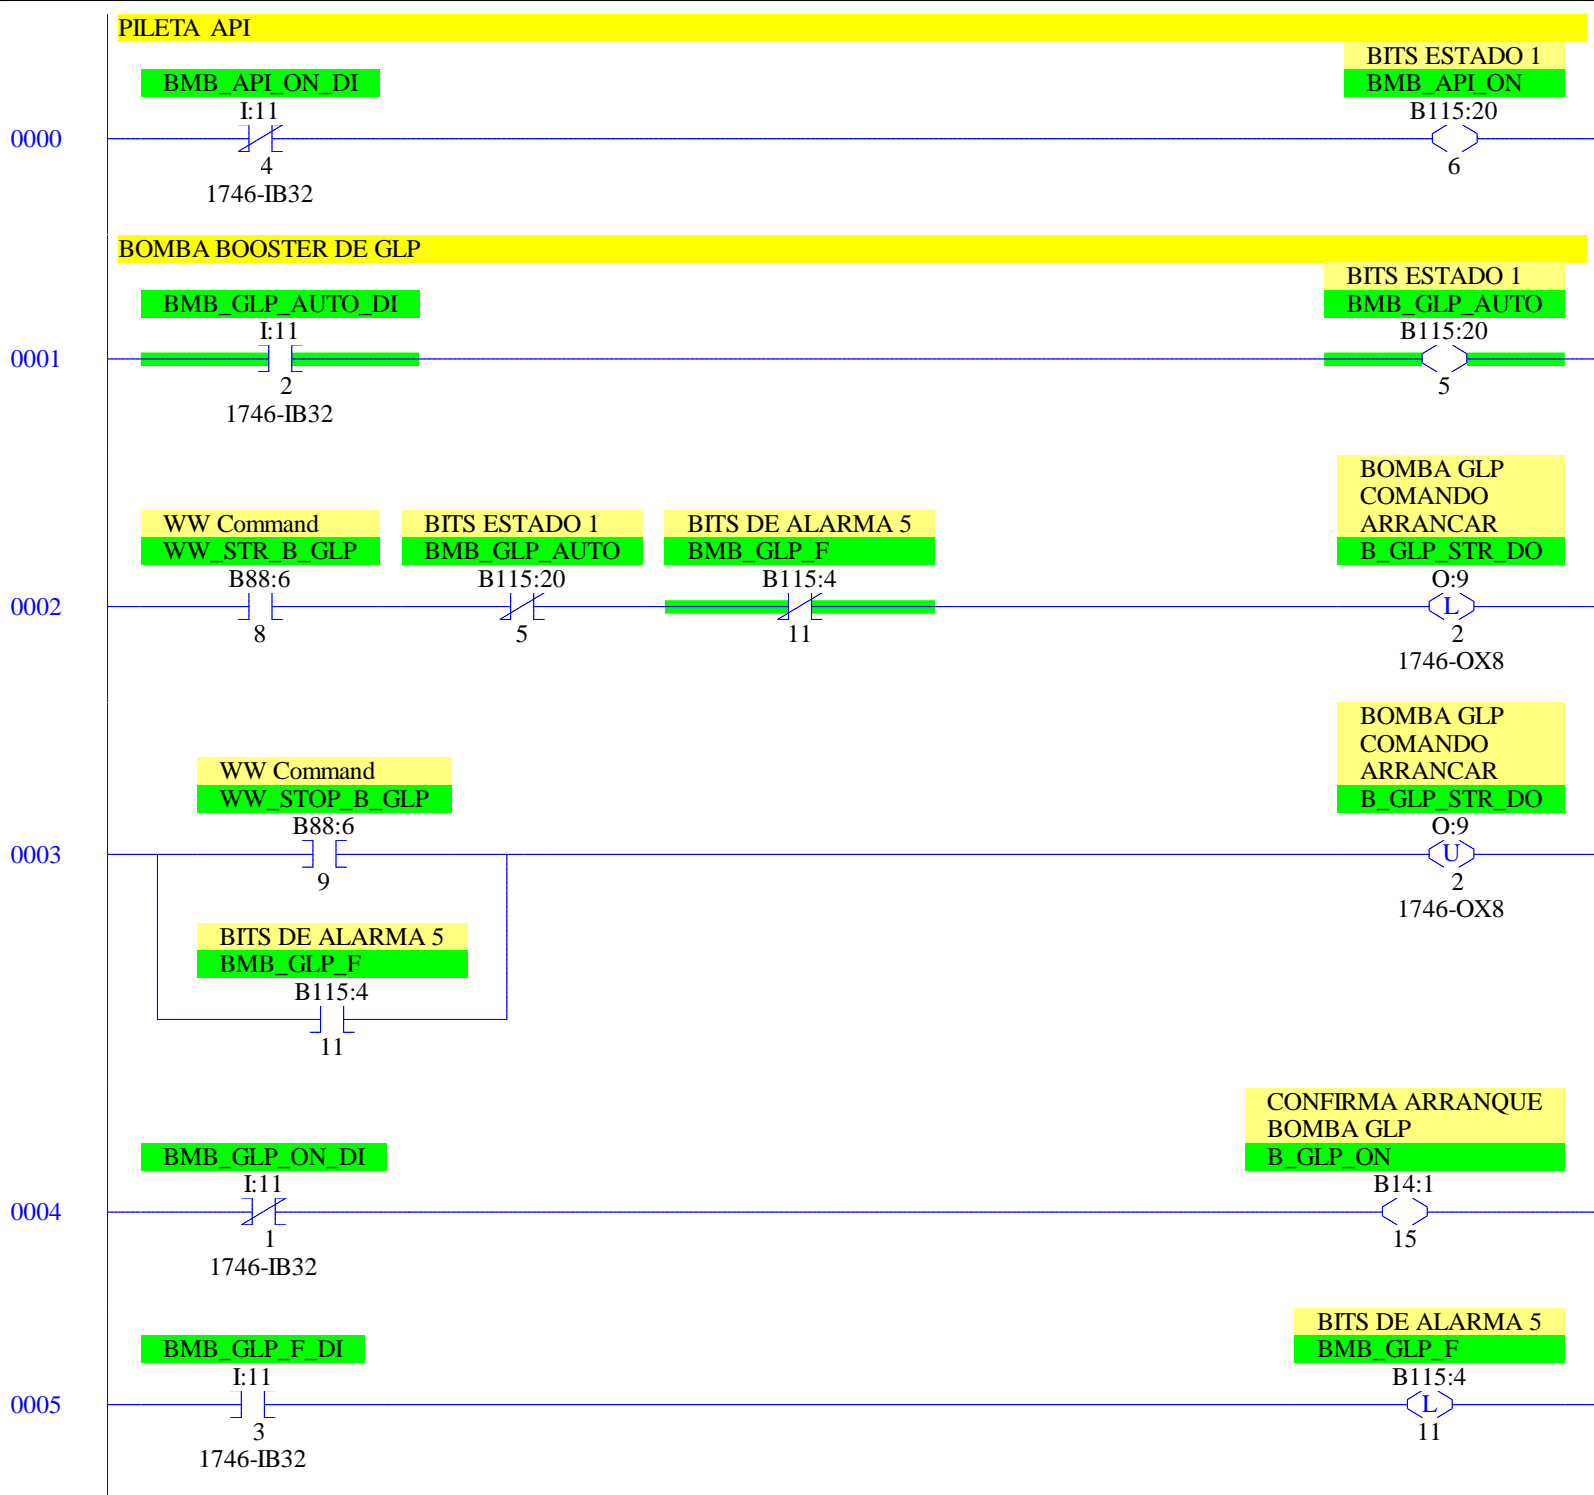 PILETA API
BITS ESTADO 1
BMB_API_ON_DI
BMB_API_ON
I:11
B115:20
0000
4
6
1746-IB32
BOMBA BOOSTER DE GLP
BITS ESTADO 1
BMB_GLP_AUTO_DI
BMB_GLP_AUTO
I:11
B115:20
0001
2
5
1746-IB32
BOMBA GLP
COMANDO
ARRANCAR
WW Command
BITS ESTADO 1
BITS DE ALARMA 5
WW_STR_B_GLP
BMB_GLP_AUTO
BMB_GLP_F
B_GLP_STR_DO
B88:6
B115:20
B115:4
O:9
0002
L
8
5
11
2
1746-OX8
BOMBA GLP
COMANDO
ARRANCAR
WW Command
WW_STOP_B_GLP
B_GLP_STR_DO
B88:6
O:9
0003
U
9
2
1746-OX8
BITS DE ALARMA 5
BMB_GLP_F
B115:4
11
CONFIRMA ARRANQUE
BOMBA GLP
BMB_GLP_ON_DI
B_GLP_ON
I:11
B14:1
0004
1
15
1746-IB32
BITS DE ALARMA 5
BMB_GLP_F_DI
BMB_GLP_F
I:11
B115:4
0005
L
3
11
1746-IB32